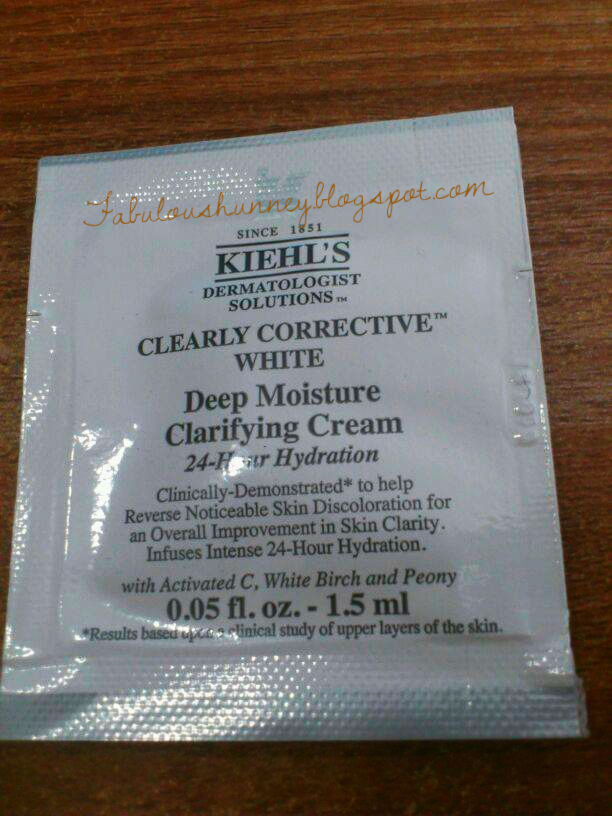 Fabuloushunney.blogspot.com
SINCE 1851
KIEHL'S
DERMATOLOGIST
SOLUTIONS™
CLEARLY CORRECTIVE™
WHITE
Deep Moisture
Clarifying Cream
24-Hour Hydration
Clinically-Demonstrated* to help
Reverse Noticeable Skin Discoloration for
an Overall Improvement in Skin Clarity.
Infuses Intense 24-Hour Hydration.
with Activated C, White Birch and Peony
0.05 fl. oz. - 1.5 ml
*Results based upon a clinical study of upper layers of the skin.